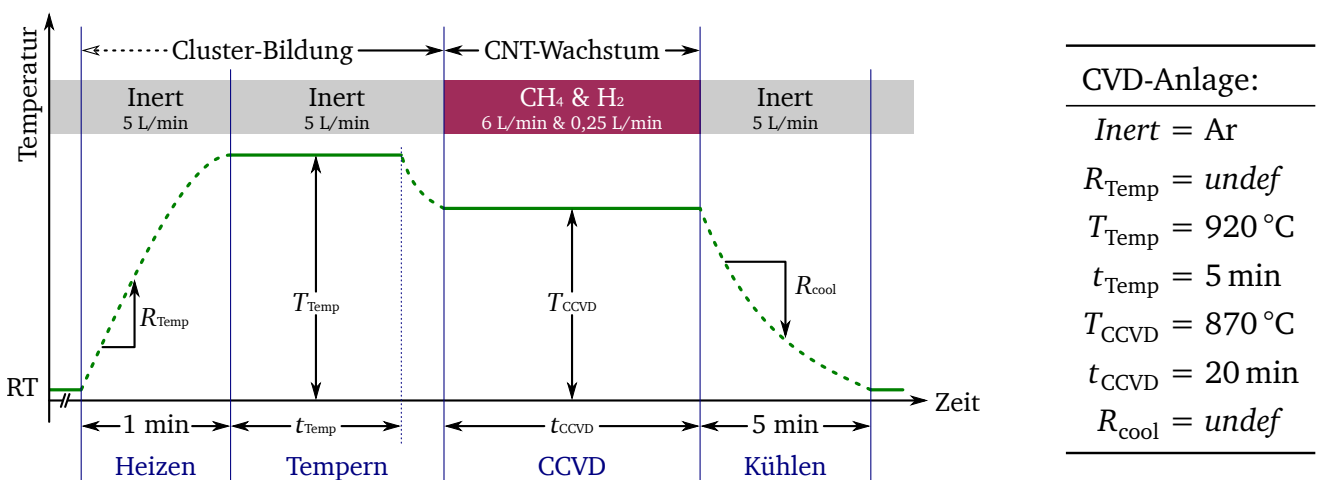 Temperatur
Cluster-Bildung
CNT-Wachstum
Inert
5 L/min
Inert
5 L/min
CH₄ & H₂
6 L/min & 0,25 L/min
Inert
5 L/min
R_Temp
T_Temp
T_CCVD
R_cool
RT
Zeit
1 min
t_Temp
t_CCVD
5 min
Heizen
Tempern
CCVD
Kühlen
CVD-Anlage:
Inert = Ar
R_Temp = undef
T_Temp = 920 °C
t_Temp = 5 min
T_CCVD = 870 °C
t_CCVD = 20 min
R_cool = undef